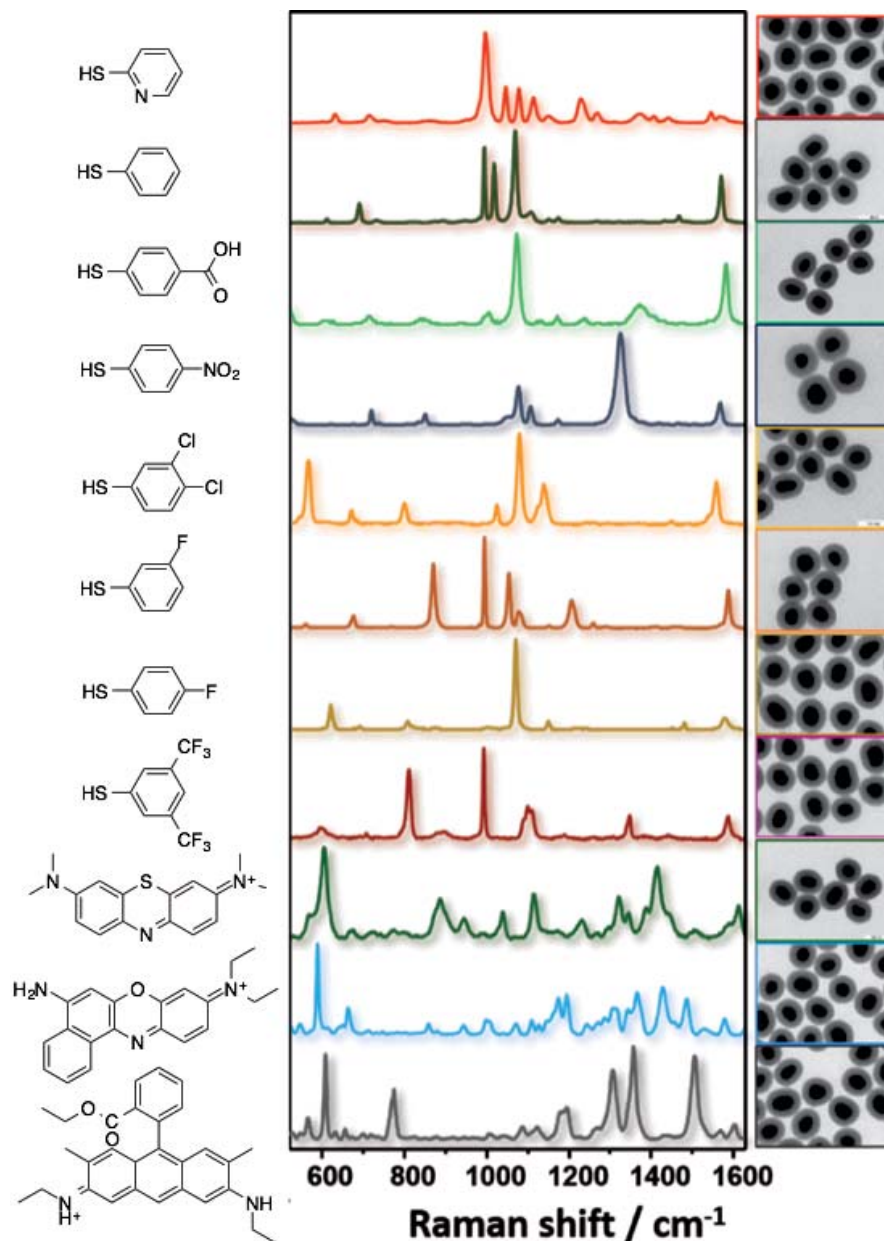 HS
N
HS
HS
OH
O
HS
NO2
HS
Cl
Cl
HS
F
HS
F
HS
CF3
CF3
N
S
N+
N
H2N
O
N+
N
O
O
N
H+
NH
600 800 1000 1200 1400 1600
Raman shift / cm-1